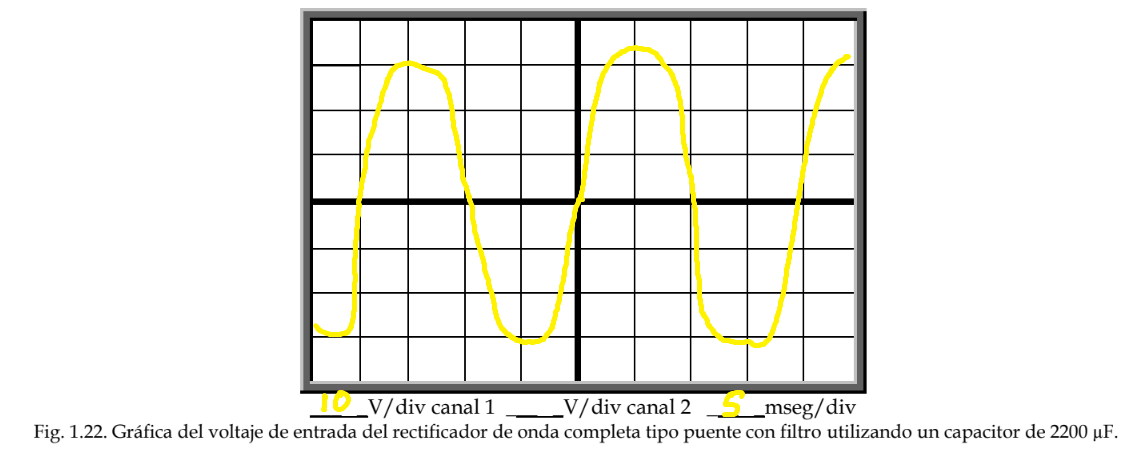 10 V/div canal 1 _____V/div canal 2 5 mseg/div
Fig. 1.22. Gráfica del voltaje de entrada del rectificador de onda completa tipo puente con filtro utilizando un capacitor de 2200 µF.